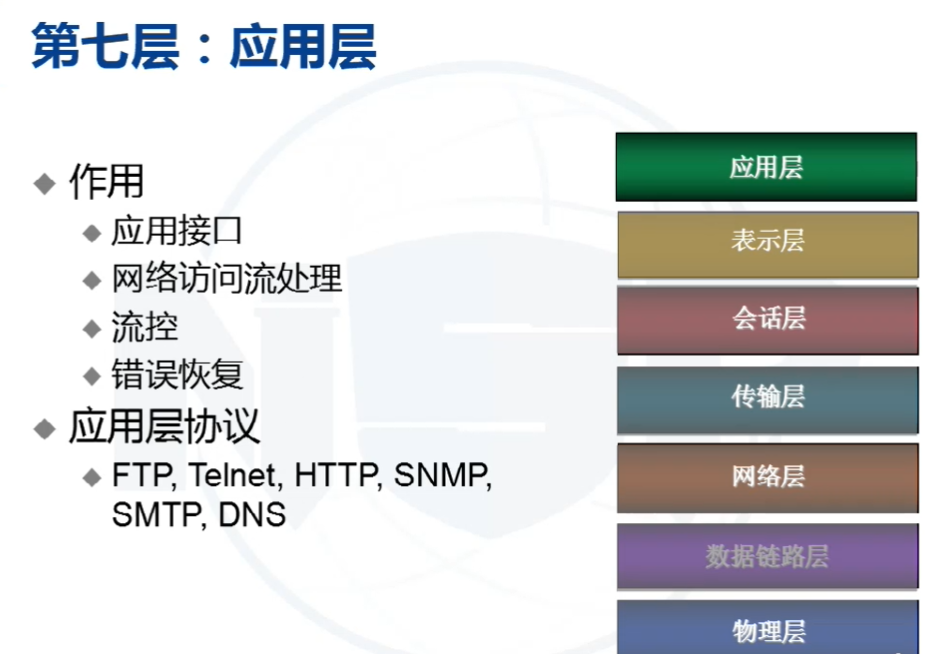 第七层：应用层
作用
应用接口
网络访问流处理
流控
错误恢复
应用层协议
FTP, Telnet, HTTP, SNMP,
SMTP, DNS
应用层
表示层
会话层
传输层
网络层
数据链路层
物理层